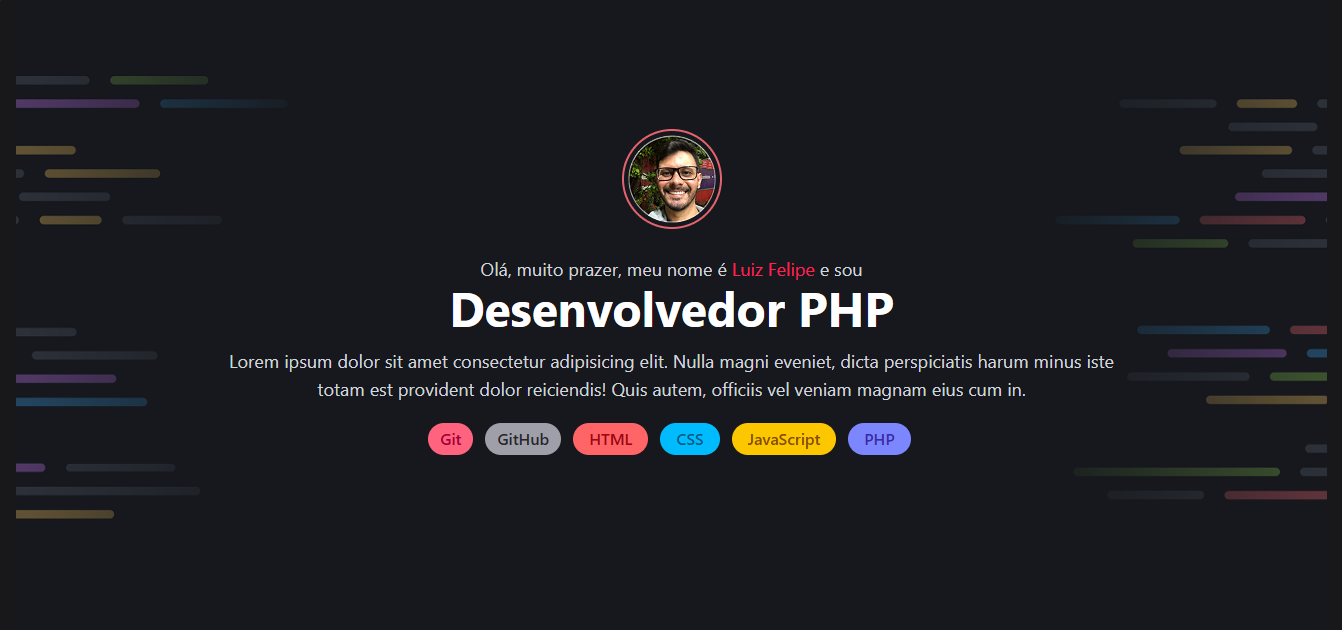 Olá, muito prazer, meu nome é Luiz Felipe e sou
Desenvolvedor PHP
Lorem ipsum dolor sit amet consectetur adipisicing elit. Nulla magni eveniet, dicta perspiciatis harum minus iste
totam est provident dolor reiciendis! Quis autem, officiis vel veniam magnam eius cum in.
Git GitHub HTML CSS JavaScript PHP